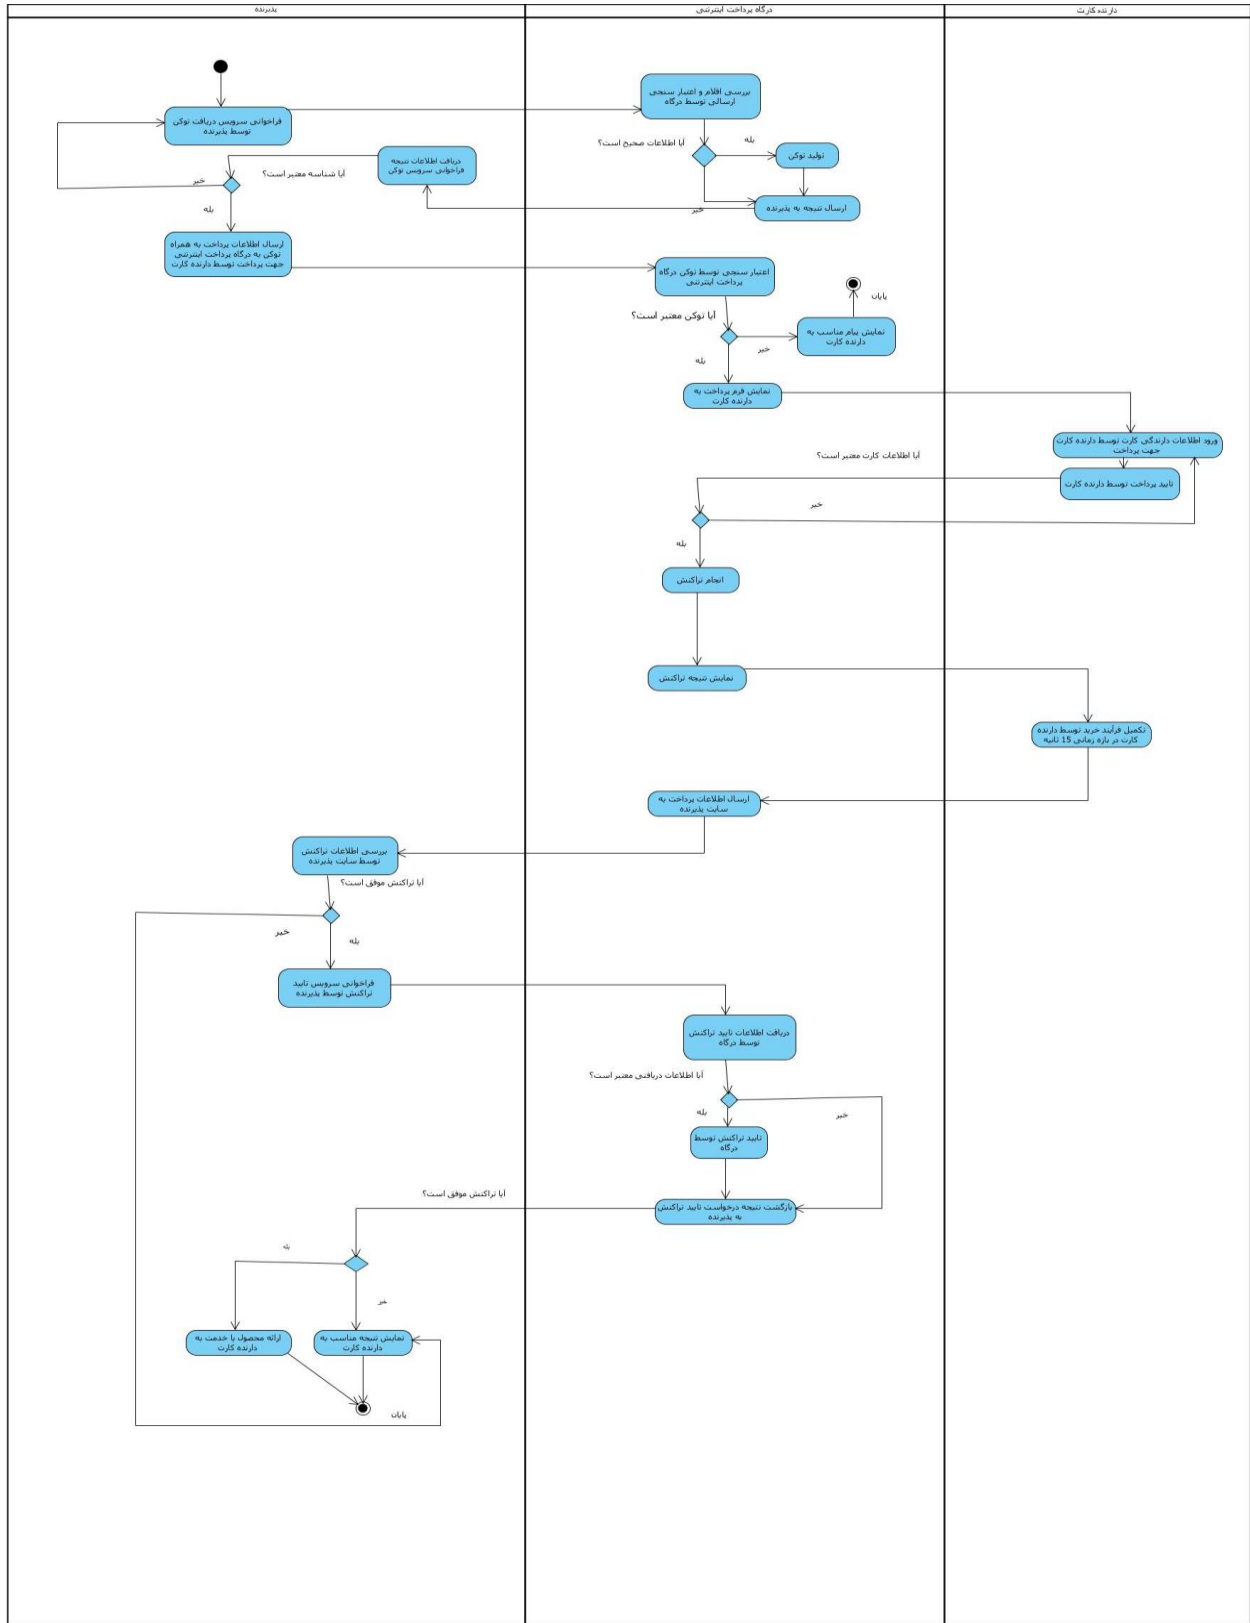 پذیرنده
درگاه پرداخت اینترنتی
دارنده کارت
فراخوانی سرویس دریافت توکن
توسط پذیرنده
بررسی اقلام و اعتبار سنجی
ارسالی توسط درگاه
آیا اطلاعات صحیح است؟
بله
تولید توکن
خیر
ارسال نتیجه به پذیرنده
دریافت اطلاعات نتیجه
فراخوانی سرویس توکن
آیا شناسه معتبر است؟
خیر
بله
ارسال اطلاعات پرداخت به همراه
توکن به درگاه پرداخت اینترنتی
جهت پرداخت توسط دارنده کارت
اعتبار سنجی توسط توکن درگاه
پرداخت اینترنتی
آیا توکن معتبر است؟
خیر
نمایش پیام مناسب به
دارنده کارت
پایان
بله
نمایش فرم پرداخت به
دارنده کارت
ورود اطلاعات دارندگی کارت توسط دارنده کارت
جهت پرداخت
تایید پرداخت توسط دارنده کارت
آیا اطلاعات کارت معتبر است؟
خیر
بله
انجام تراکنش
نمایش نتیجه تراکنش
تکمیل فرآیند خرید توسط دارنده
کارت در بازه زمانی 15 ثانیه
ارسال اطلاعات پرداخت به
سایت پذیرنده
بررسی اطلاعات تراکنش
توسط سایت پذیرنده
آیا تراکنش موفق است؟
خیر
بله
فراخوانی سرویس تایید
تراکنش توسط پذیرنده
دریافت اطلاعات تایید تراکنش
توسط درگاه
آیا اطلاعات دریافتی معتبر است؟
بله
خیر
تایید تراکنش توسط
درگاه
بازگشت نتیجه درخواست تایید تراکنش
به پذیرنده
آیا تراکنش موفق است؟
بله
خیر
ارائه محصول یا خدمت به
دارنده کارت
نمایش نتیجه مناسب به
دارنده کارت
پایان